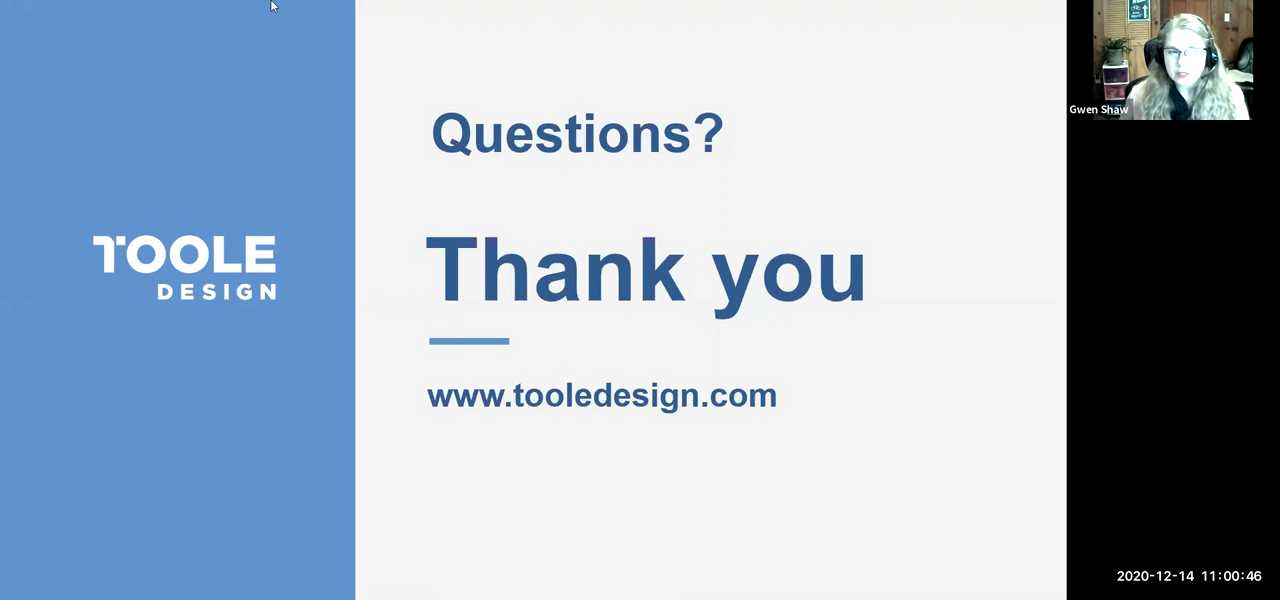 TOOLE
DESIGN
Questions?
Thank you
www.tooledesign.com
Gwen Shaw
2020-12-14 11:00:46